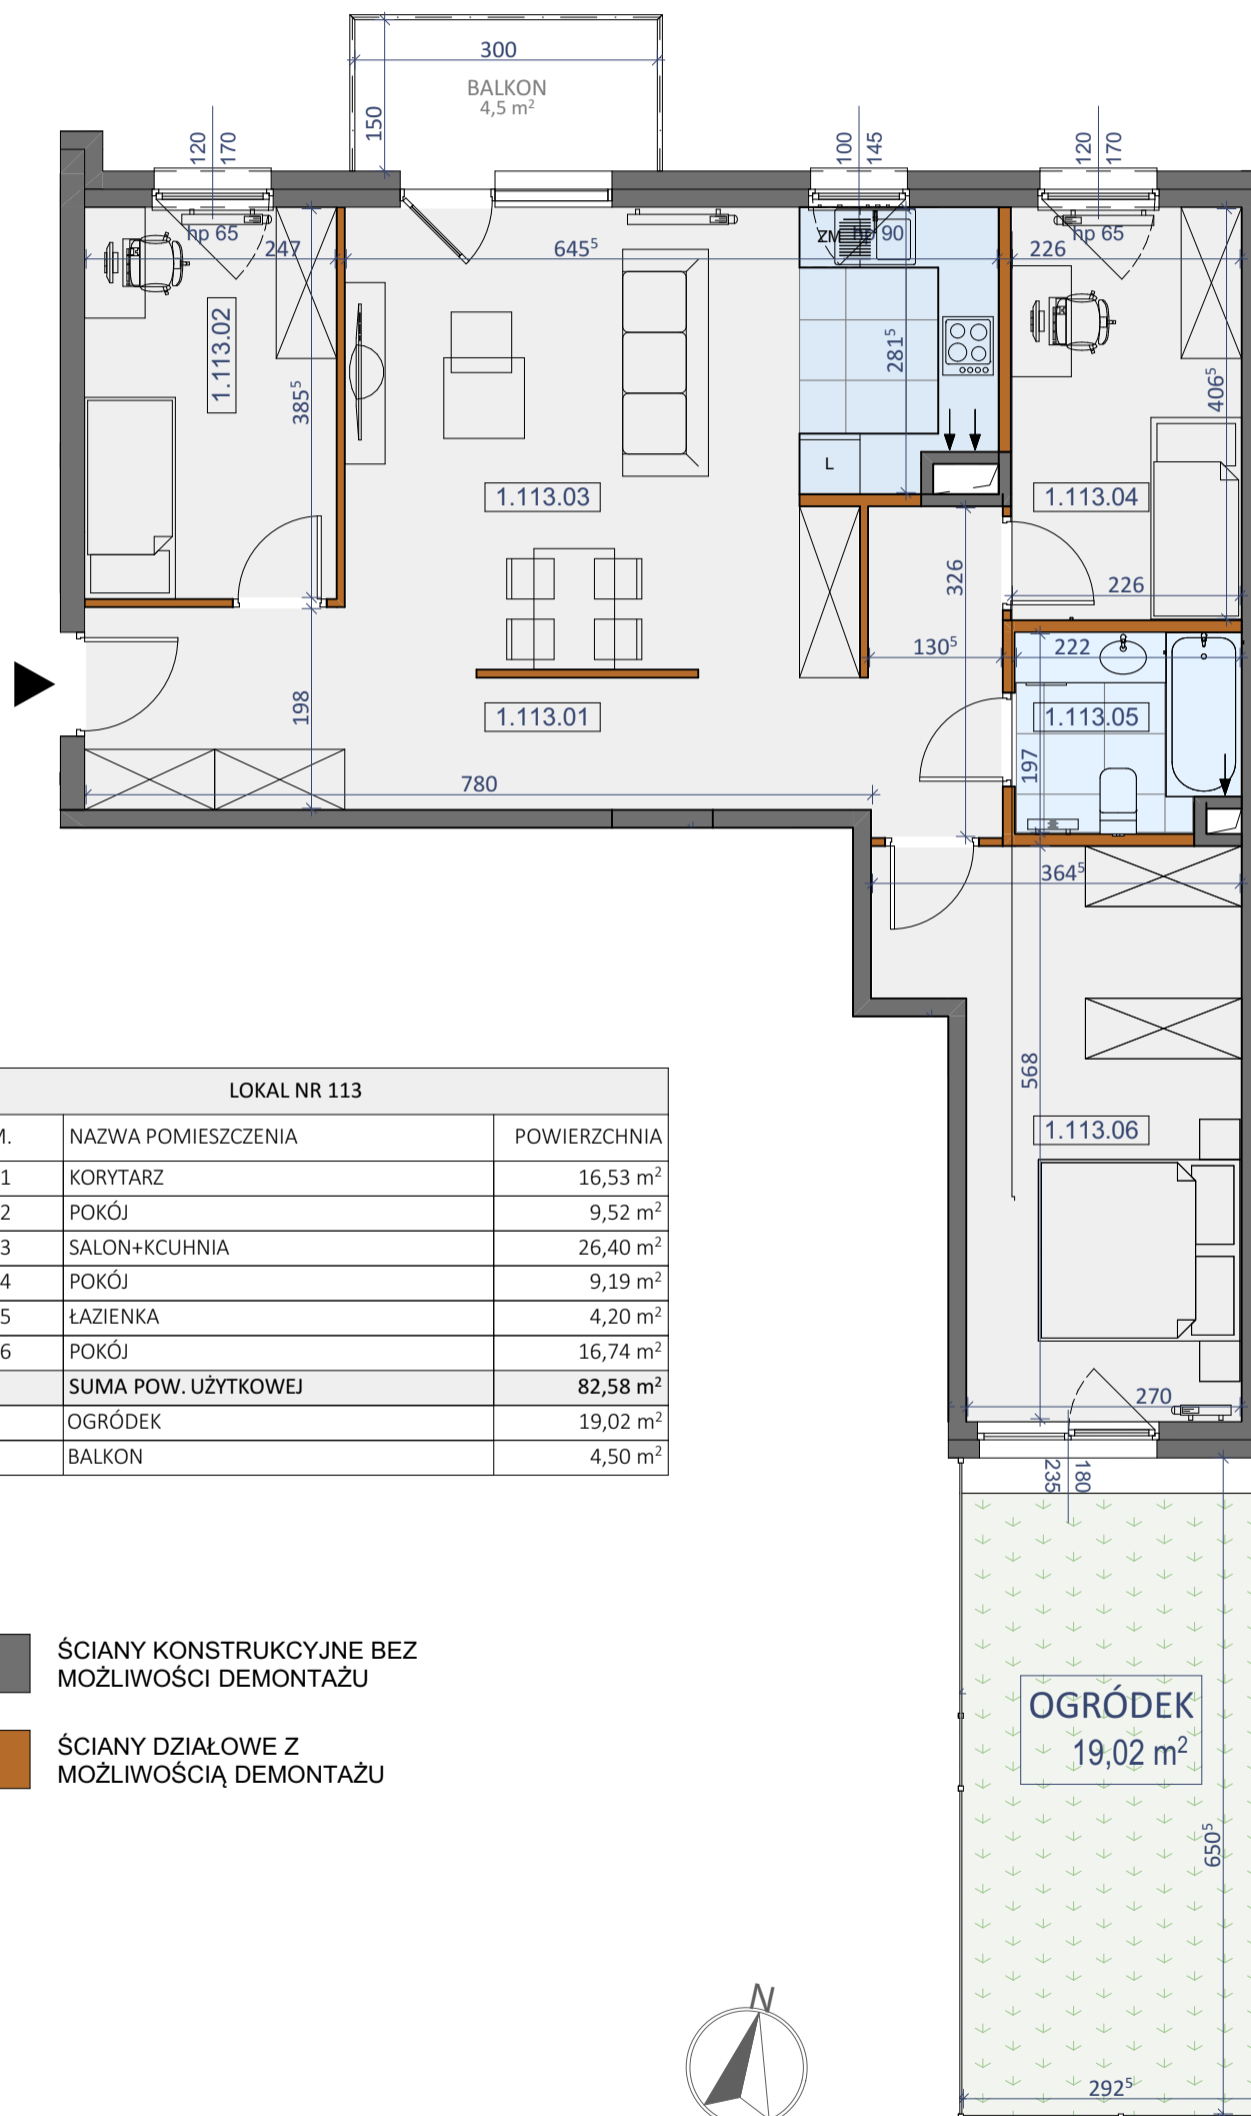 300
BALKON
4,5 m²
150
120
170
100
145
120
170
hp 65
247
645⁵
ZM
hp 90
226
hp 65
1.113.02
385⁵
281⁵
406⁵
L
1.113.03
1.113.04
326
226
130⁵
222
198
1.113.01
1.113.05
197
780
364⁵
568
1.113.06
270
235
180
LOKAL NR 113
M. NAZWA POMIESZCZENIA POWIERZCHNIA
1 KORYTARZ 16,53 m²
2 POKÓJ 9,52 m²
3 SALON+KCUHNIA 26,40 m²
4 POKÓJ 9,19 m²
5 ŁAZIENKA 4,20 m²
6 POKÓJ 16,74 m²
SUMA POW. UŻYTKOWEJ 82,58 m²
OGRÓDEK 19,02 m²
BALKON 4,50 m²
ŚCIANY KONSTRUKCYJNE BEZ
MOŻLIWOŚCI DEMONTAŻU
ŚCIANY DZIAŁOWE Z
MOŻLIWOŚCIĄ DEMONTAŻU
OGRÓDEK
19,02 m²
650⁵
292⁵
N